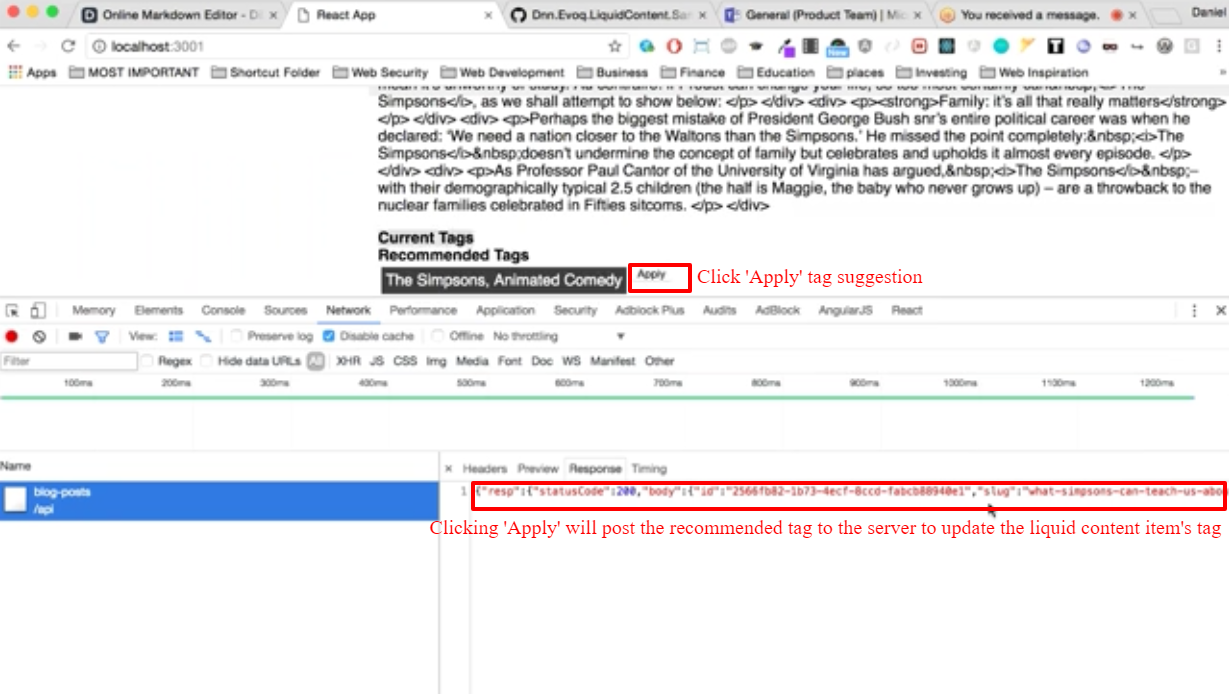 Online Markdown Editor - Di
React App
Dnn.Evoq.LiquidContent.Sam
General (Product Team) | Mic
You received a message.
Daniel
localhost:3001
New
Apps MOST IMPORTANT Shortcut Folder Web Security Web Development Business Finance Education places Investing Web Inspiration »
Simpsons</i>, as we shall attempt to show below: </p> </div> <div> <p><strong>Family: it's all that really matters</strong>
</p> </div> <div> <p>Perhaps the biggest mistake of President George Bush snr's entire political career was when he
declared: 'We need a nation closer to the Waltons than the Simpsons.' He missed the point completely:&nbsp;<i>The
Simpsons</i>&nbsp;doesn't undermine the concept of family but celebrates and upholds it almost every episode. </p>
</div> <div> <p>As Professor Paul Cantor of the University of Virginia has argued,&nbsp;<i>The Simpsons</i>&nbsp;–
with their demographically typical 2.5 children (the half is Maggie, the baby who never grows up) – are a throwback to the
nuclear families celebrated in Fifties sitcoms. </p> </div>
Current Tags
Recommended Tags
The Simpsons, Animated Comedy Apply Click 'Apply' tag suggestion
Memory Elements Console Sources Network Performance Application Security Adblock Plus Audits AdBlock AngularJS React
View: Preserve log Disable cache Offline No throttling
Filter Regex Hide data URLs All XHR JS CSS Img Media Font Doc WS Manifest Other
100ms 200ms 300ms 400ms 500ms 600ms 700ms 800ms 900ms 1000ms 1100ms 1200ms
Name
× Headers Preview Response Timing
blog-posts
/api
1 {"resp":{"statusCode":200,"body":{"id":"2566fb82-1b73-4ecf-8ccd-fabcb88940e1","slug":"what-simpsons-can-teach-us-abo
Clicking 'Apply' will post the recommended tag to the server to update the liquid content item's tag